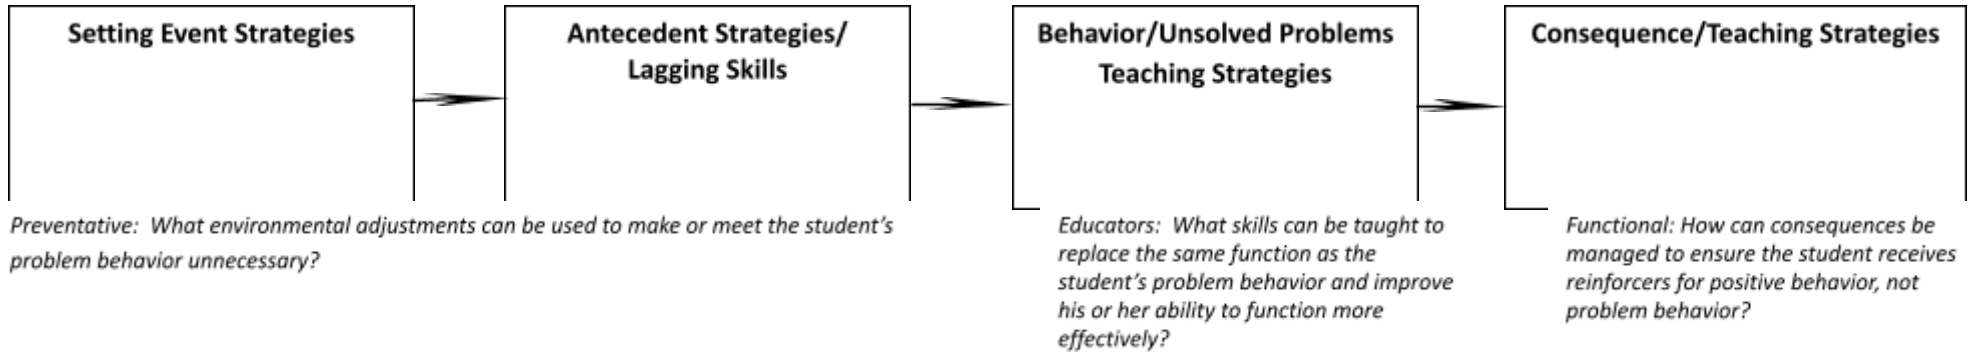 Setting Event Strategies
Antecedent Strategies/
Lagging Skills
Behavior/Unsolved Problems
Teaching Strategies
Consequence/Teaching Strategies
Preventative:  What environmental adjustments can be used to make or meet the student's
problem behavior unnecessary?
Educators:  What skills can be taught to
replace the same function as the
student's problem behavior and improve
his or her ability to function more
effectively?
Functional: How can consequences be
managed to ensure the student receives
reinforcers for positive behavior, not
problem behavior?